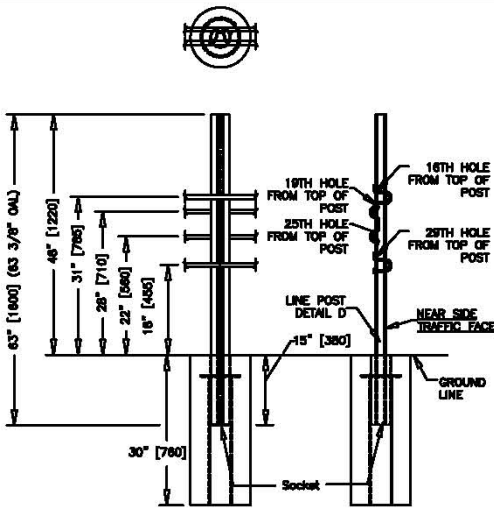 63" [1600] (63 3/8" OAL)
48" [1220]
31" [785]
28" [710]
22" [560]
18" [455]
30" [760]
15" [380]
19TH HOLE
FROM TOP OF
POST
25TH HOLE
FROM TOP OF
POST
16TH HOLE
FROM TOP OF
POST
29TH HOLE
FROM TOP OF
POST
LINE POST
DETAIL D
NEAR SIDE
TRAFFIC FACE
GROUND
LINE
Socket